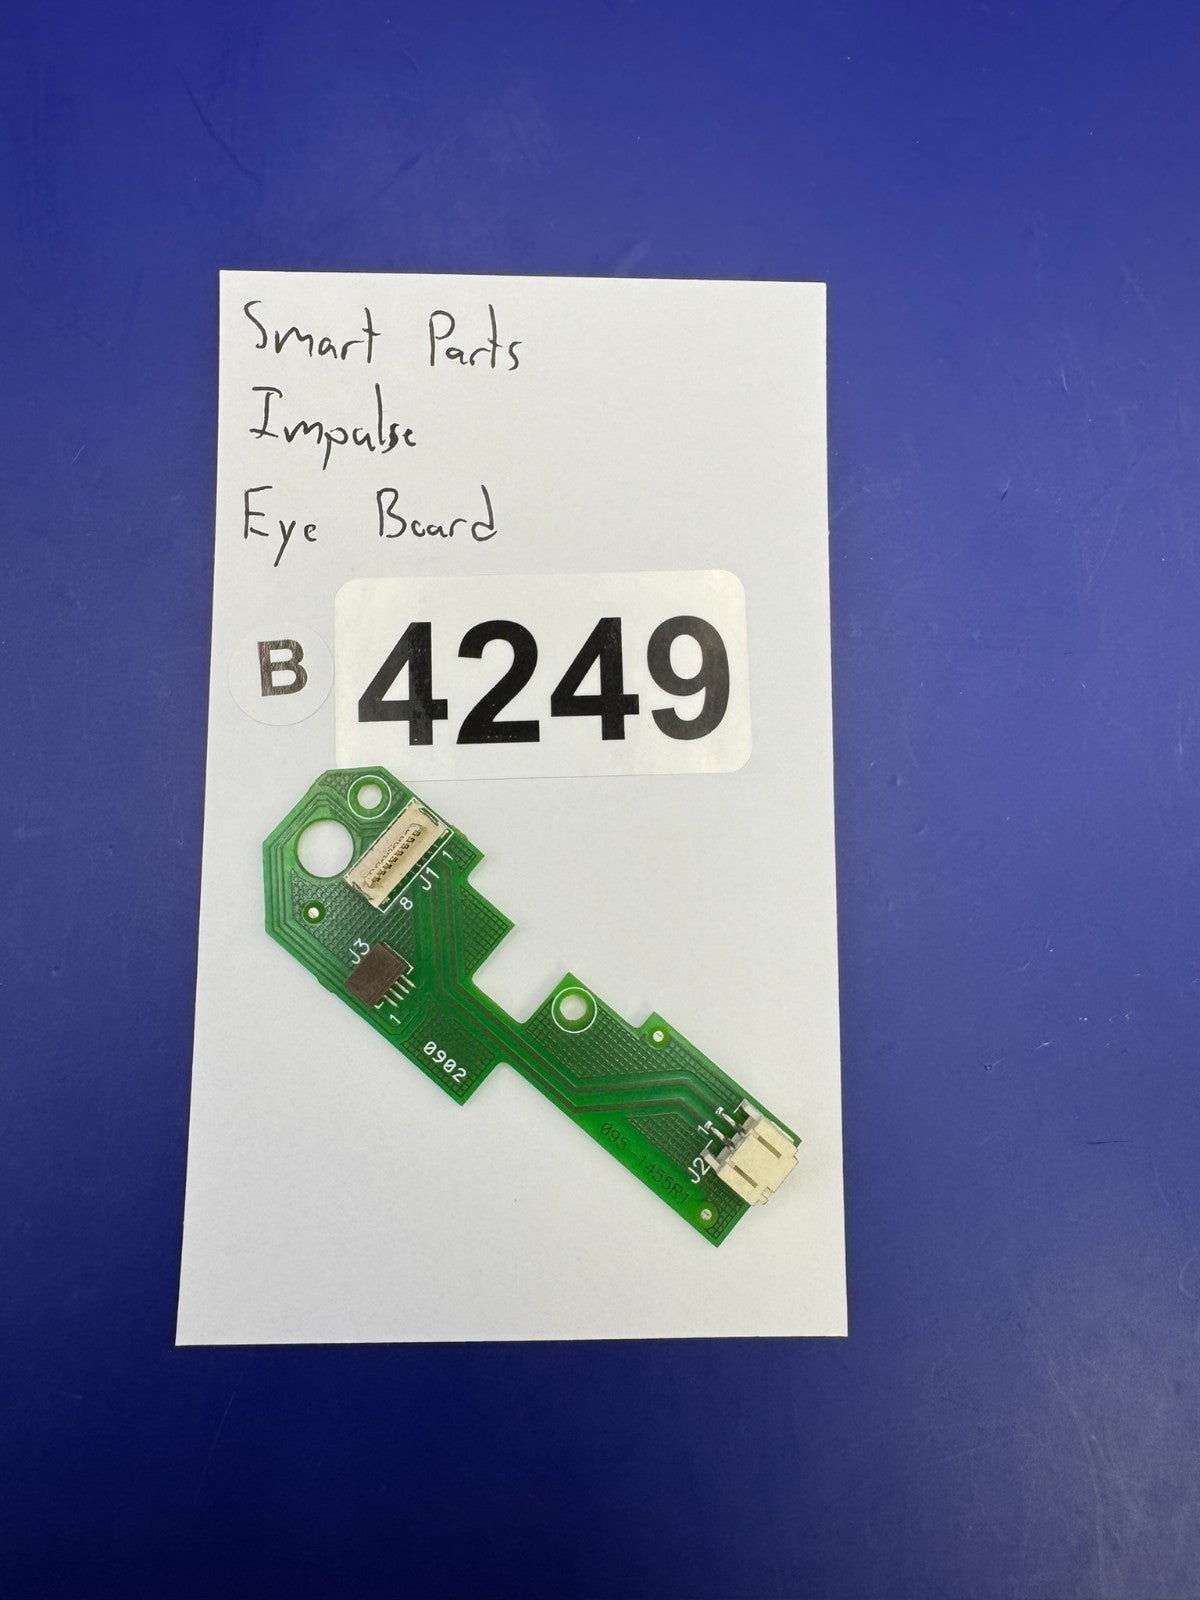 Smart Parts
Impulse
Eye Board
B 4249
1
J1
8
J3
1
0902
1
J2
095-1455R1